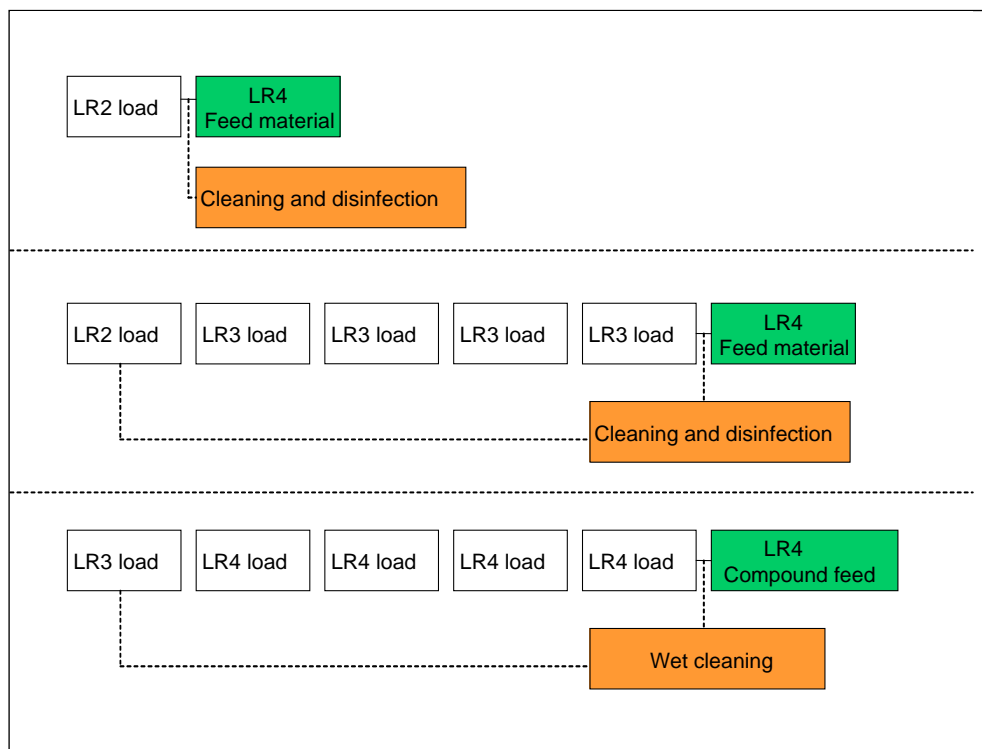 LR2 load
LR4
Feed material
Cleaning and disinfection
LR2 load
LR3 load
LR3 load
LR3 load
LR3 load
LR4
Feed material
Cleaning and disinfection
LR3 load
LR4 load
LR4 load
LR4 load
LR4 load
LR4
Compound feed
Wet cleaning